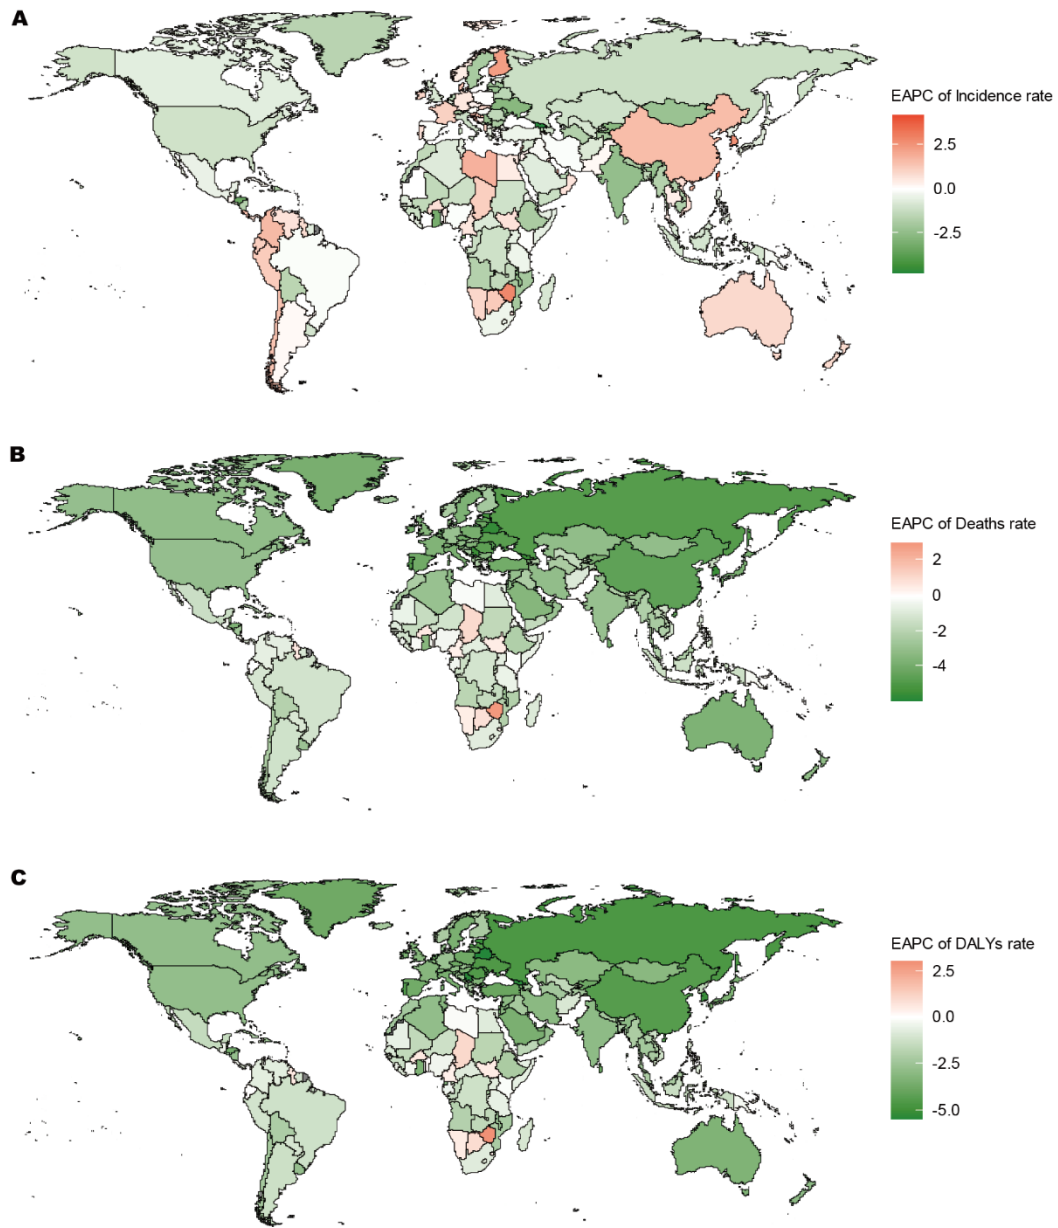 A
EAPC of Incidence rate
2.5
0.0
-2.5
B
EAPC of Deaths rate
2
0
-2
-4
C
EAPC of DALYs rate
2.5
0.0
-2.5
-5.0